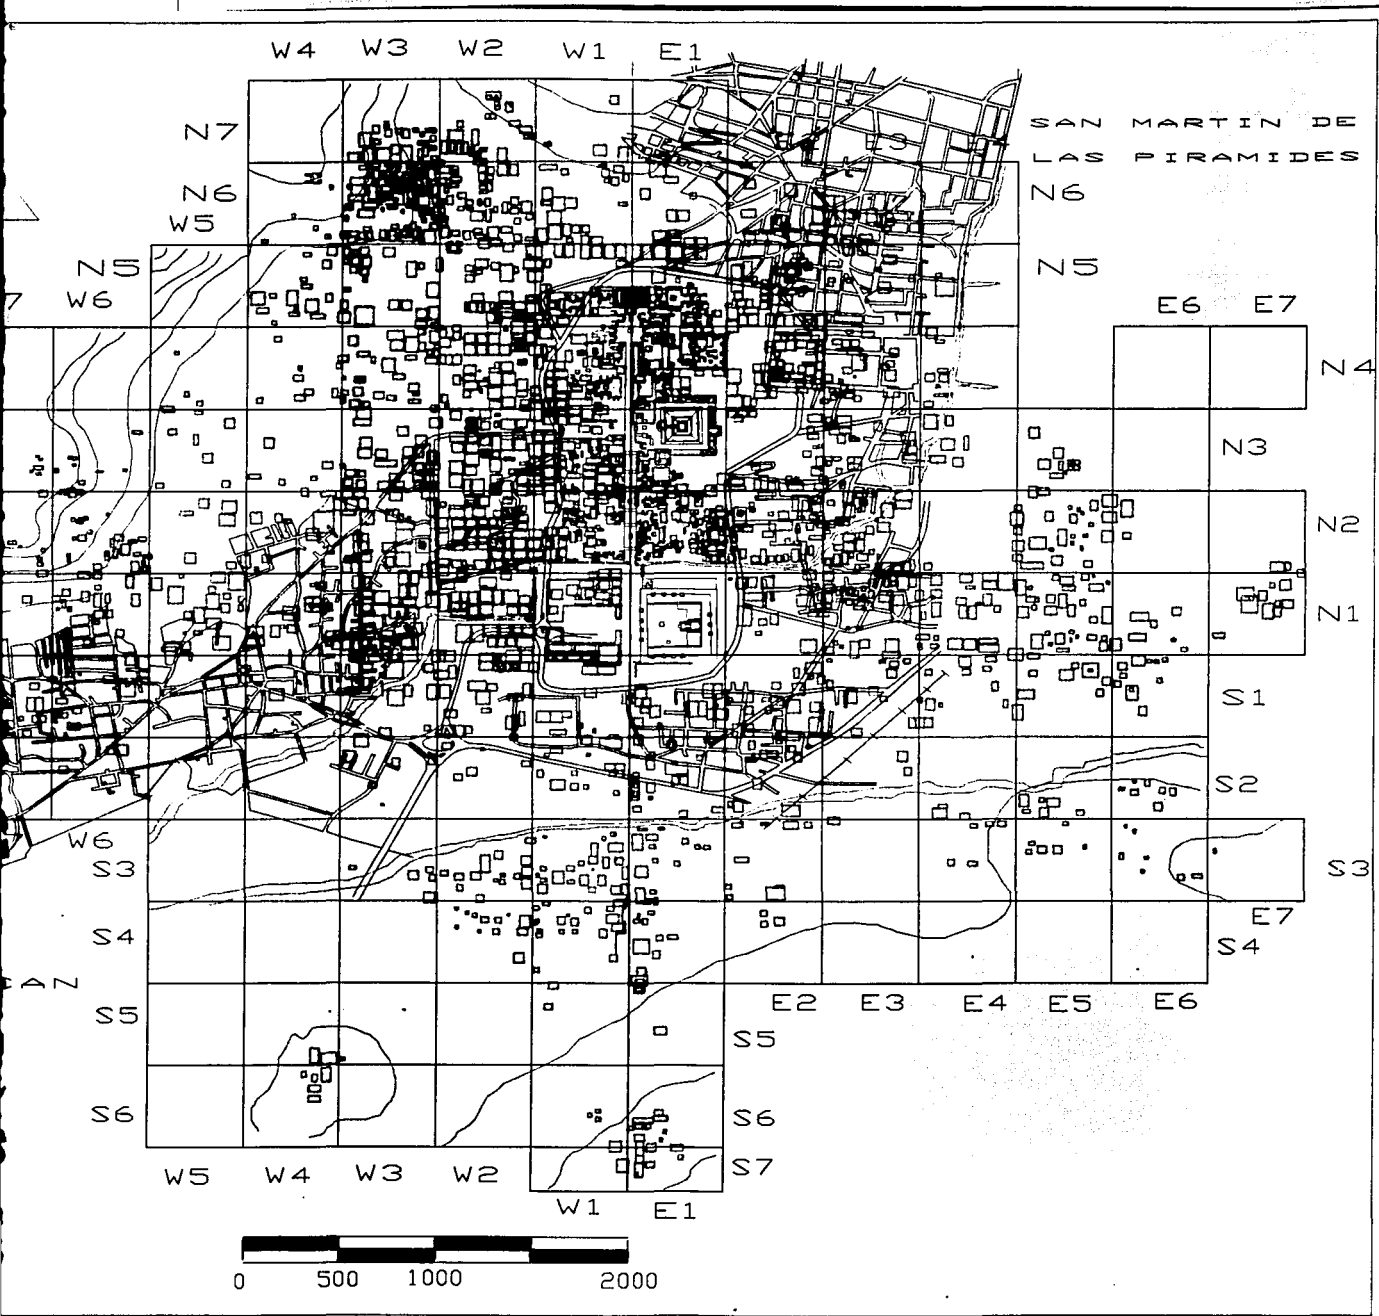 W4 W3 W2 W1 E1
N7
SAN MARTIN DE
LAS PIRAMIDES
N6 N6
W5
N5 N5
W6
E6 E7
N4
N3
N2
N1
S1
S2
W6
S3 S3
E7
S4 S4
EAN
E2 E3 E4 E5 E6
S5 S5
S6 S6
S7
W5 W4 W3 W2
W1 E1
0 500 1000 2000